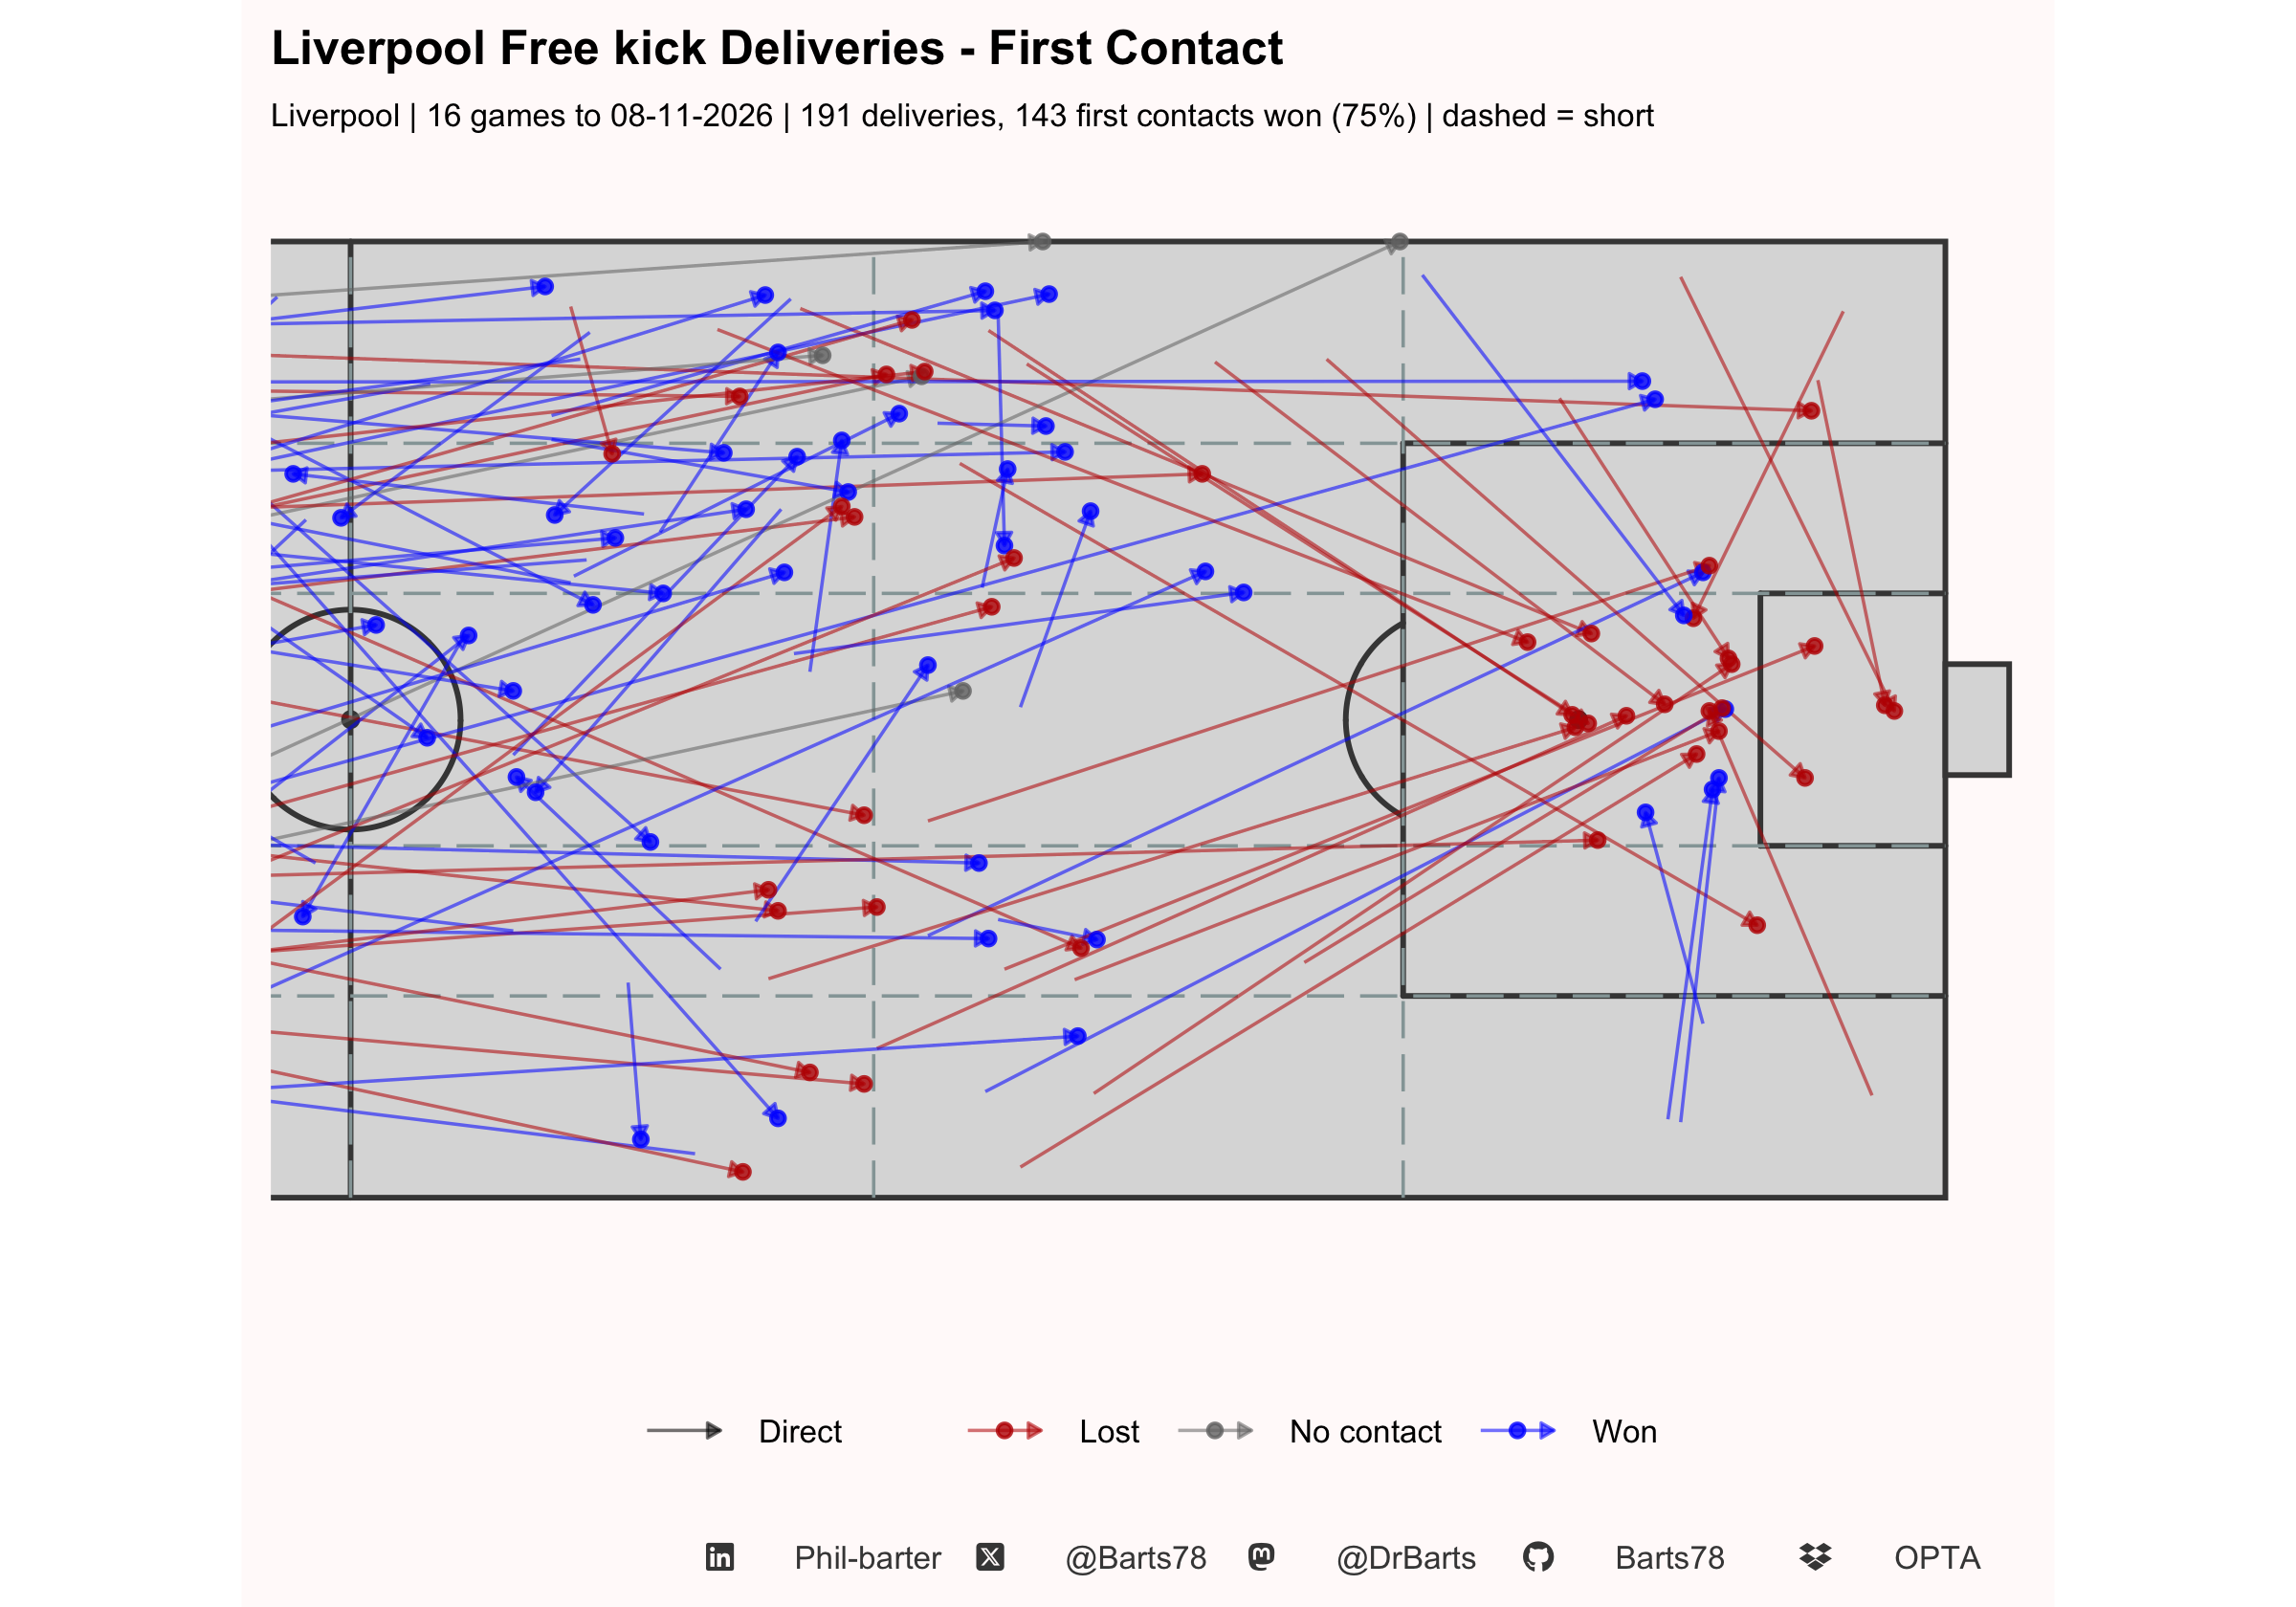 Liverpool Free kick Deliveries - First Contact
Liverpool | 16 games to 08-11-2026 | 191 deliveries, 143 first contacts won (75%) | dashed = short
Direct Lost No contact Won
Phil-barter @Barts78 @DrBarts Barts78 OPTA